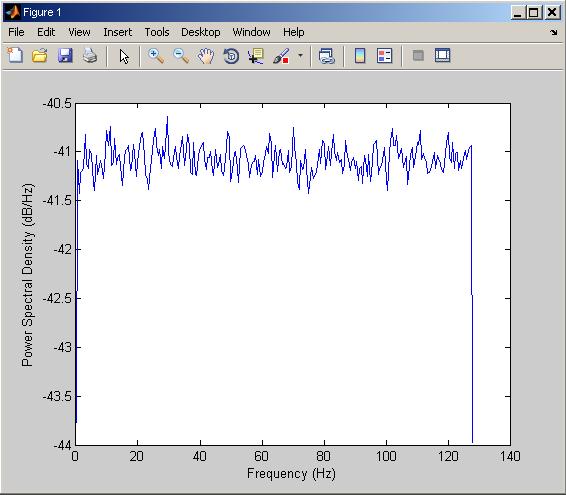 Figure 1
File Edit View Insert Tools Desktop Window Help
-40.5
-41
-41.5
-42
-42.5
-43
-43.5
-44
Power Spectral Density (dB/Hz)
0 20 40 60 80 100 120 140
Frequency (Hz)